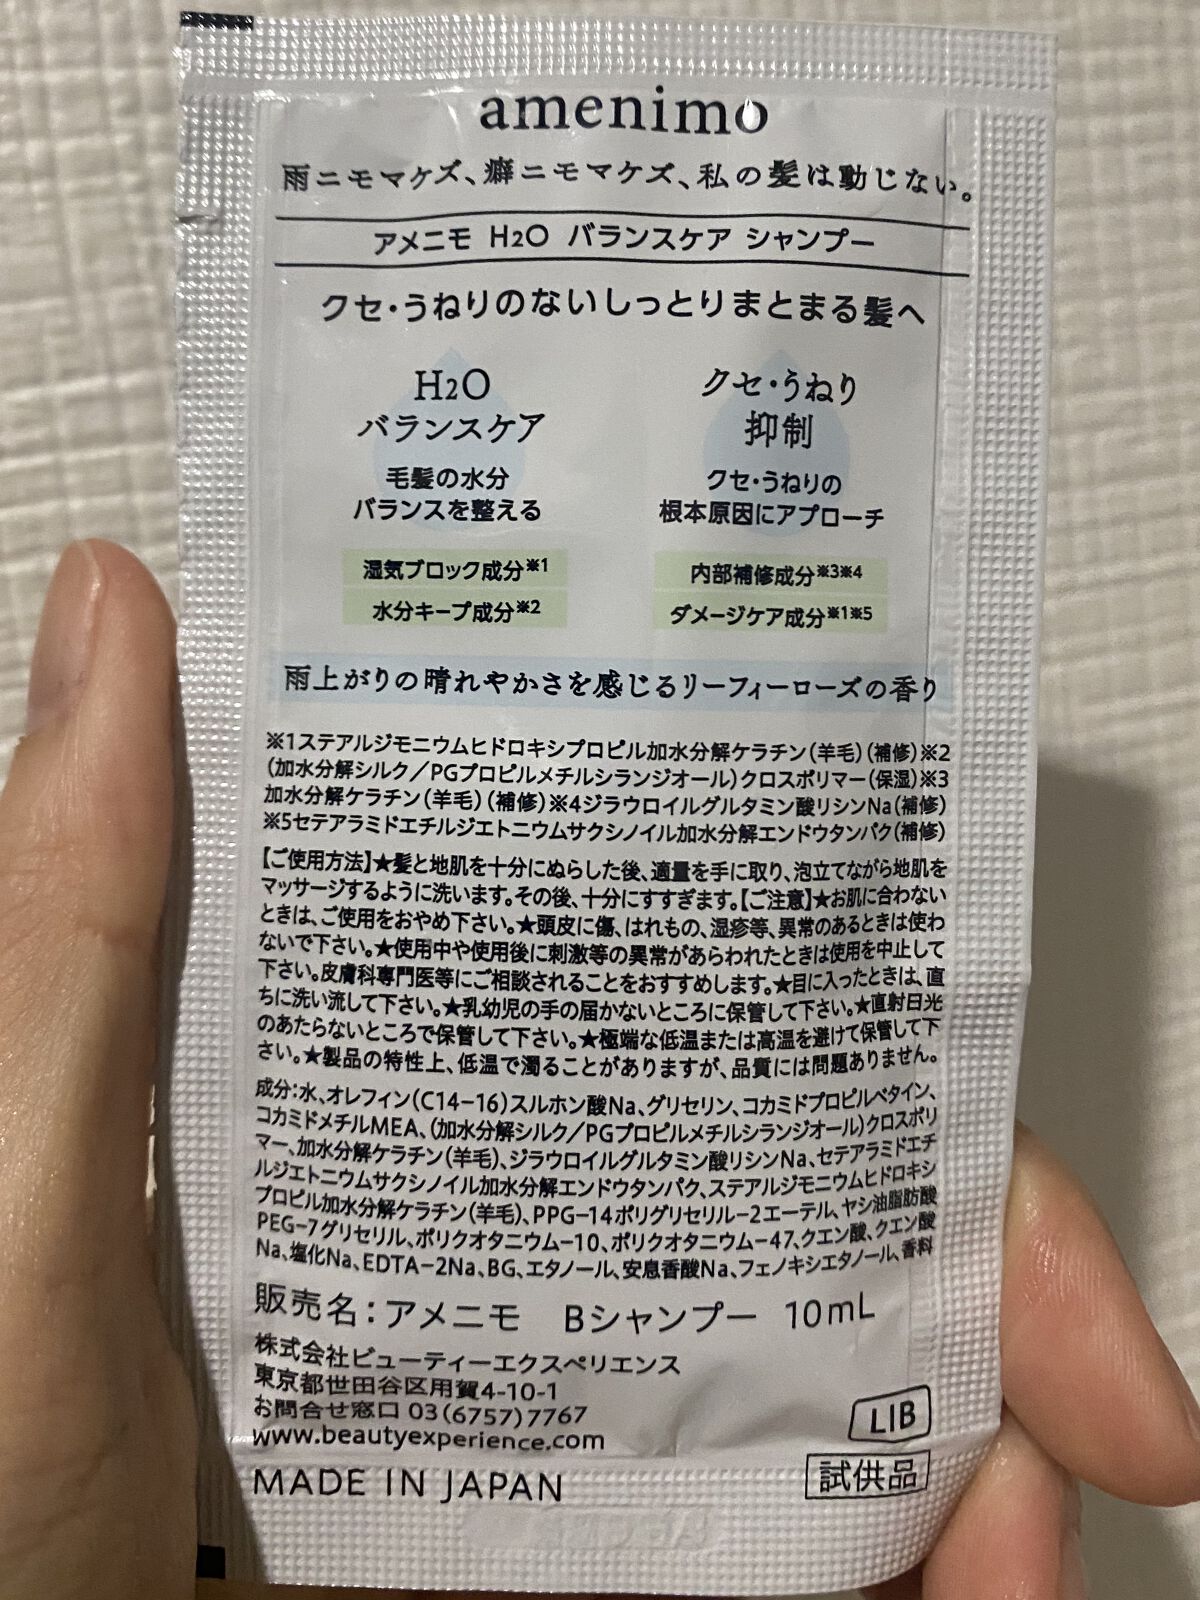 amenimo
雨ニモマケズ、癖ニモマケズ、私の髪は動じない。
アメニモ H2O バランスケア シャンプー
クセ・うねりのないしっとりまとまる髪へ
H2O
バランスケア
毛髪の水分
バランスを整える
湿気ブロック成分※1
水分キープ成分※2
クセ・うねり
抑制
クセ・うねりの
根本原因にアプローチ
内部補修成分※3※4
ダメージケア成分※1※5
雨上がりの晴れやかさを感じるリーフィーローズの香り
※1ステアルジモニウムヒドロキシプロピル加水分解ケラチン(羊毛)(補修)※2
(加水分解シルク/PGプロピルメチルシランジオール)クロスポリマー(保湿)※3
加水分解ケラチン(羊毛)(補修)※4ジラウロイルグルタミン酸リシンNa(補修)
※5セテアラミドエチルジエトニウムサクシノイル加水分解エンドウタンパク(補修)
【ご使用方法】★髪と地肌を十分にぬらした後、適量を手に取り、泡立てながら地肌を
マッサージするように洗います。その後、十分にすすぎます。【ご注意】★お肌に合わない
ときは、ご使用をおやめ下さい。★頭皮に傷、はれもの、湿疹等、異常のあるときは使わ
ないで下さい。★使用中や使用後に刺激等の異常があらわれたときは使用を中止して
下さい。皮膚科専門医等にご相談されることをおすすめします。★目に入ったときは、直
ちに洗い流して下さい。★乳幼児の手の届かないところに保管して下さい。★直射日光
のあたらないところで保管して下さい。★極端な低温または高温を避けて保管して下
さい。★製品の特性上、低温で濁ることがありますが、品質には問題ありません。
成分:水、オレフィン(C14-16)スルホン酸Na、グリセリン、コカミドプロピルベタイン、
コカミドメチルMEA、(加水分解シルク/PGプロピルメチルシランジオール)クロスポリ
マー、加水分解ケラチン(羊毛)、ジラウロイルグルタミン酸リシンNa、セテアラミドエチ
ルジエトニウムサクシノイル加水分解エンドウタンパク、ステアルジモニウムヒドロキシ
プロピル加水分解ケラチン(羊毛)、PPG-14ポリグリセリル-2エーテル、ヤシ油脂肪酸
PEG-7グリセリル、ポリクオタニウム-10、ポリクオタニウム-47、クエン酸、クエン酸
Na、塩化Na、EDTA-2Na、BG、エタノール、安息香酸Na、フェノキシエタノール、香料
販売名:アメニモ Bシャンプー 10mL
株式会社ビューティーエクスペリエンス
東京都世田谷区用賀4-10-1
お問合せ窓口 03(6757)7767
www.beautyexperience.com
LIB
MADE IN JAPAN
試供品